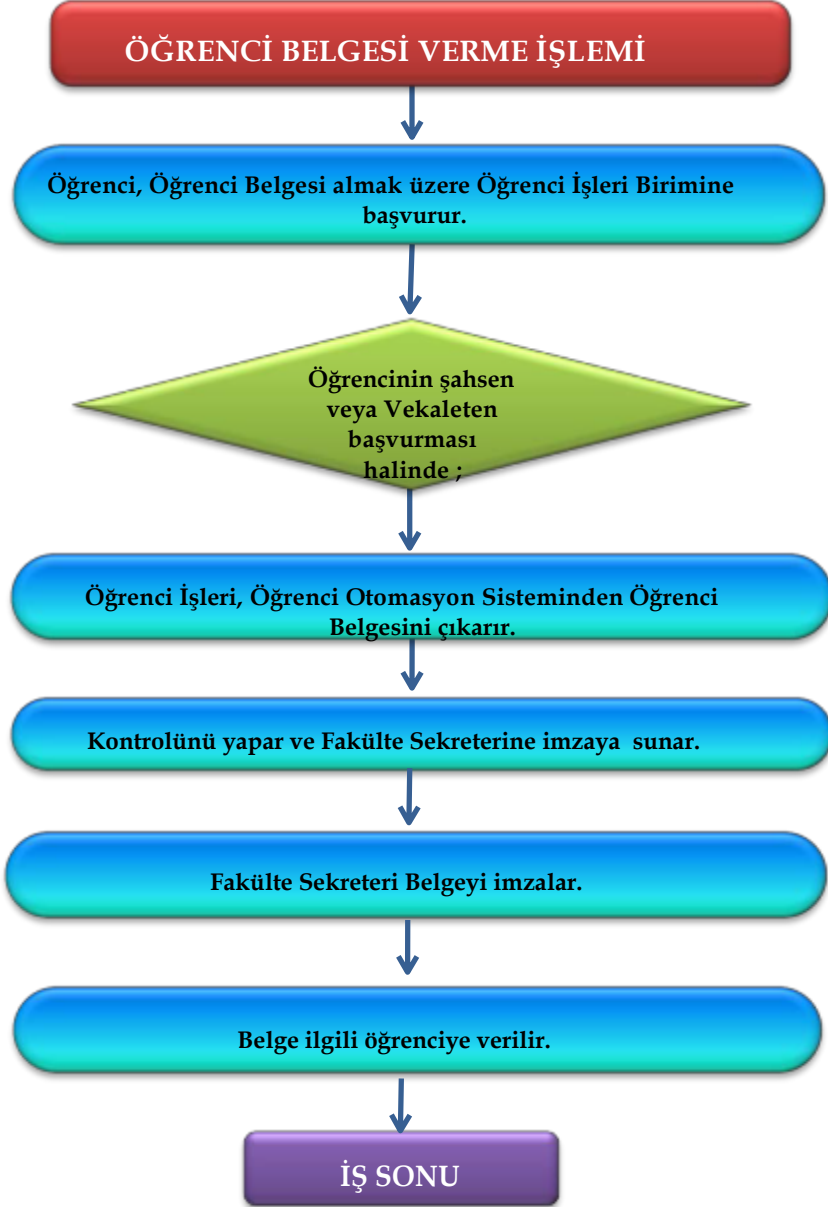 ÖĞRENCİ BELGESİ VERME İŞLEMİ
Öğrenci, Öğrenci Belgesi almak üzere Öğrenci İşleri Birimine
başvurur.
Öğrencinin şahsen
veya Vekaleten
başvurması
halinde ;
Öğrenci İşleri, Öğrenci Otomasyon Sisteminden Öğrenci
Belgesini çıkarır.
Kontrolünü yapar ve Fakülte Sekreterine imzaya sunar.
Fakülte Sekreteri Belgeyi imzalar.
Belge ilgili öğrenciye verilir.
İŞ SONU